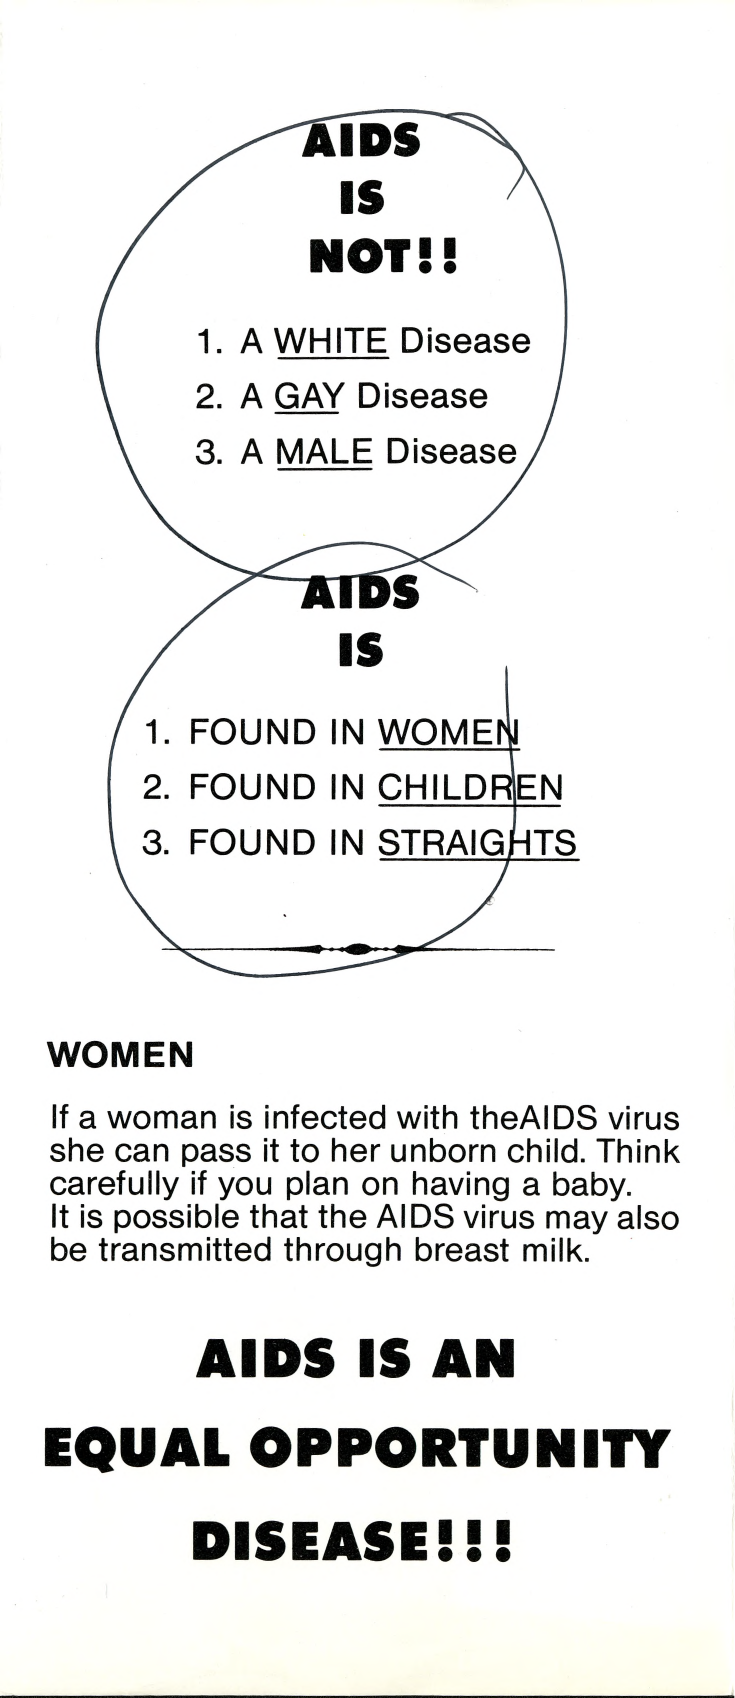 AIDS
IS
NOT!!
1. A WHITE Disease
2. A GAY Disease
3. A MALE Disease
AIDS
IS
1. FOUND IN WOMEN
2. FOUND IN CHILDREN
3. FOUND IN STRAIGHTS
WOMEN
If a woman is infected with theAIDS virus
she can pass it to her unborn child. Think
carefully if you plan on having a baby.
It is possible that the AIDS virus may also
be transmitted through breast milk.
AIDS IS AN
EQUAL OPPORTUNITY
DISEASE!!!